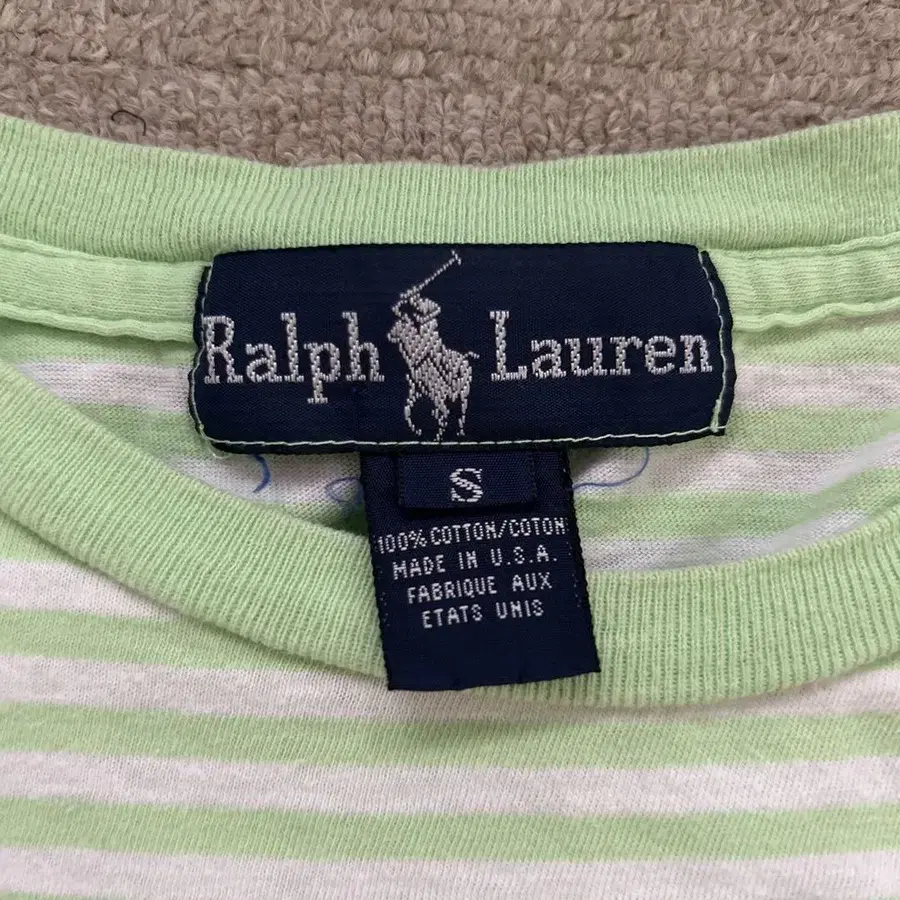 Ralph Lauren
S
100% COTTON/COTON
MADE IN U.S.A.
FABRIQUE AUX
ETATS UNIS